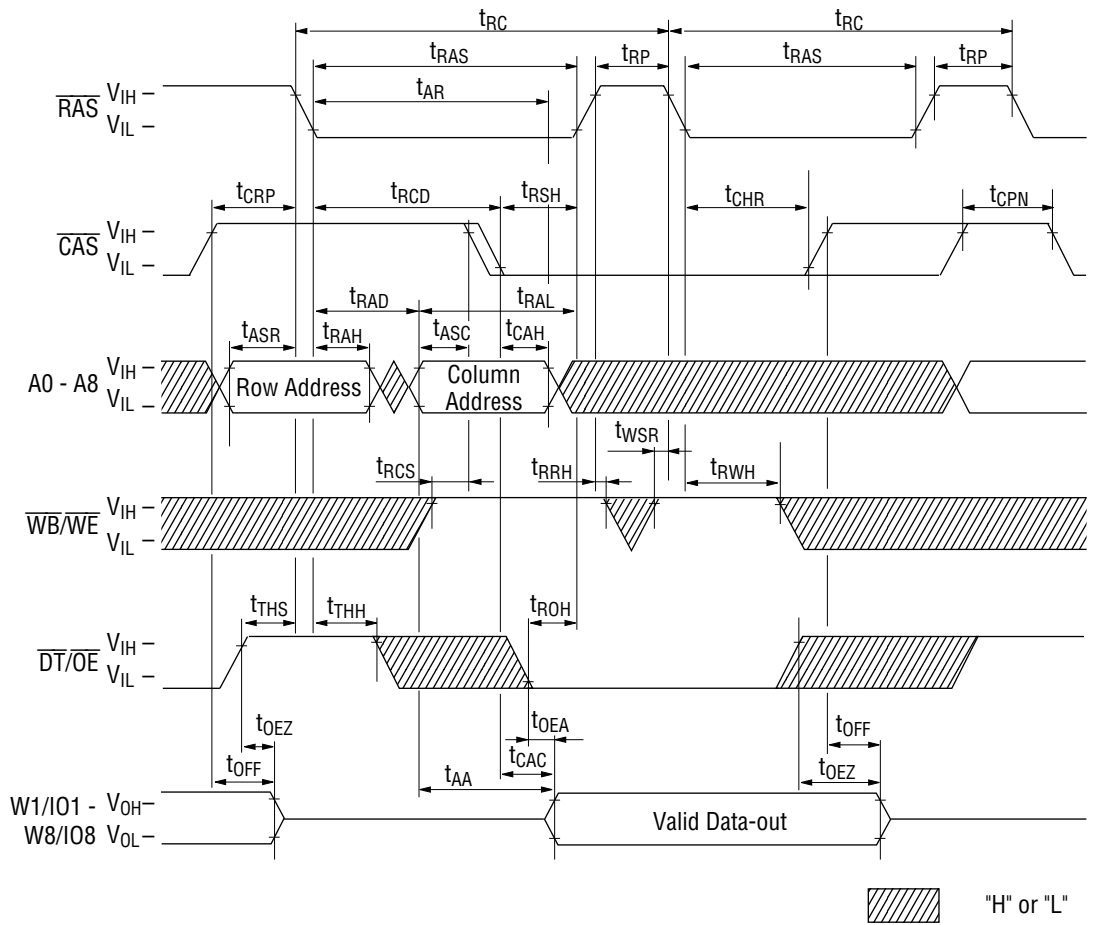 tRC tRC
tRAS tRP tRAS tRP
tAR
RAS VIH
VIL
tCRP tRCD tRSH tCHR tCPN
CAS VIH
VIL
tRAD tRAL
tASR tRAH tASC tCAH
A0 - A8 VIH
VIL
Row Address
Column
Address
tWSR
tRCS tRRH tRWH
WB/WE VIH
VIL
tTHS tTHH tROH
DT/OE VIH
VIL
tOEZ tOEA tOFF
tOFF tAA tCAC tOEZ
W1/IO1 - VOH
W8/IO8 VOL
Valid Data-out
"H" or "L"